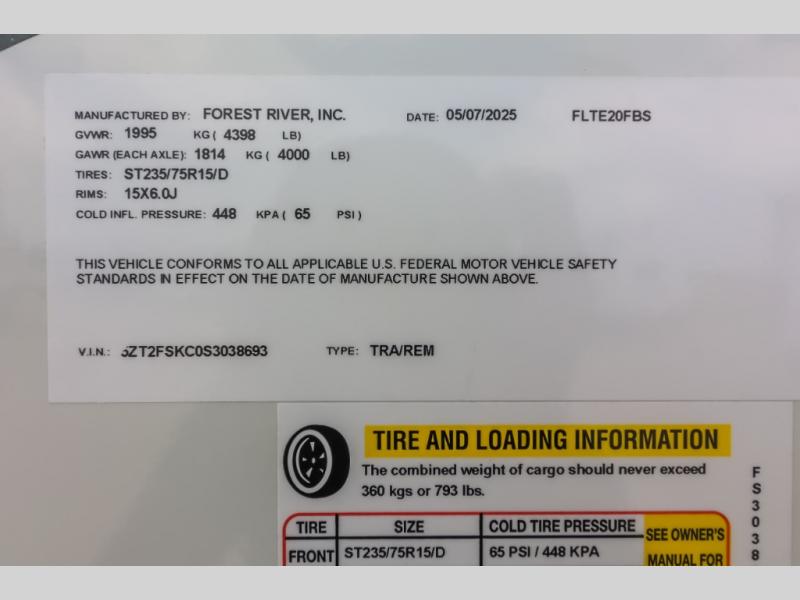 MANUFACTURED BY: FOREST RIVER, INC. DATE: 05/07/2025 FLTE20FBS
GVWR: 1995 KG ( 4398 LB)
GAWR (EACH AXLE): 1814 KG ( 4000 LB)
TIRES: ST235/75R15/D
RIMS: 15X6.0J
COLD INFL. PRESSURE: 448 KPA ( 65 PSI )
THIS VEHICLE CONFORMS TO ALL APPLICABLE U.S. FEDERAL MOTOR VEHICLE SAFETY
STANDARDS IN EFFECT ON THE DATE OF MANUFACTURE SHOWN ABOVE.
V.I.N.: 5ZT2FSKC0S3038693 TYPE: TRA/REM
TIRE AND LOADING INFORMATION
The combined weight of cargo should never exceed
360 kgs or 793 lbs.
TIRE SIZE COLD TIRE PRESSURE SEE OWNER'S
FRONT ST235/75R15/D 65 PSI / 448 KPA MANUAL FOR
FS3038